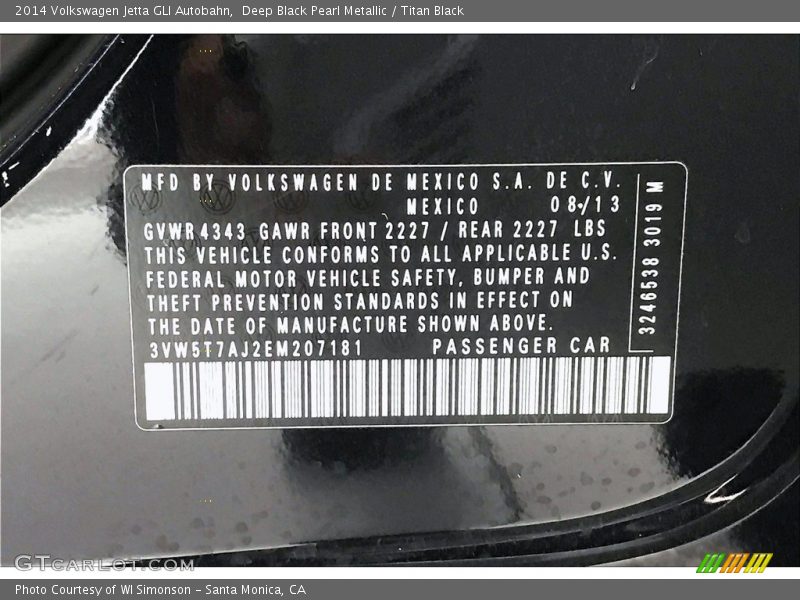 2014 Volkswagen Jetta GLI Autobahn,  Deep Black Pearl Metallic / Titan Black
MFD BY VOLKSWAGEN DE MEXICO S.A. DE C.V.
MEXICO 08/13
GVWR 4343 GAWR FRONT 2227 / REAR 2227 LBS
THIS VEHICLE CONFORMS TO ALL APPLICABLE U.S.
FEDERAL MOTOR VEHICLE SAFETY, BUMPER AND
THEFT PREVENTION STANDARDS IN EFFECT ON
THE DATE OF MANUFACTURE SHOWN ABOVE.
3VW5T7AJ2EM207181 PASSENGER CAR
3246538 3019 M
GTCARLOT.COM
Photo Courtesy of WI Simonson - Santa Monica, CA